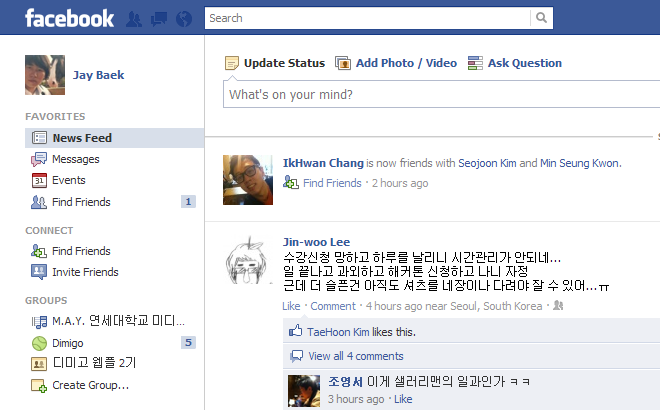 facebook
Search
Jay Baek
Update Status Add Photo / Video Ask Question
What's on your mind?
FAVORITES
News Feed
Messages
Events
31
Find Friends 1
CONNECT
Find Friends
Invite Friends
GROUPS
M.A.Y. 연세대학교 미디...
Dimigo 5
디미고 웹플 2기
Create Group...
IkHwan Chang is now friends with Seojoon Kim and Min Seung Kwon.
Find Friends · 2 hours ago
Jin-woo Lee
수강신청 망하고 하루를 날리니 시간관리가 안되네...
일 끝나고 과외하고 해커톤 신청하고 나니 자정
근데 더 슬픈건 아직도 셔츠를 네장이나 다려야 잘 수 있어...ㅠ
Like · Comment · 4 hours ago near Seoul, South Korea ·
TaeHoon Kim likes this.
View all 4 comments
조영서 이게 샐러리맨의 일과인가 ㅋㅋ
3 hours ago · Like